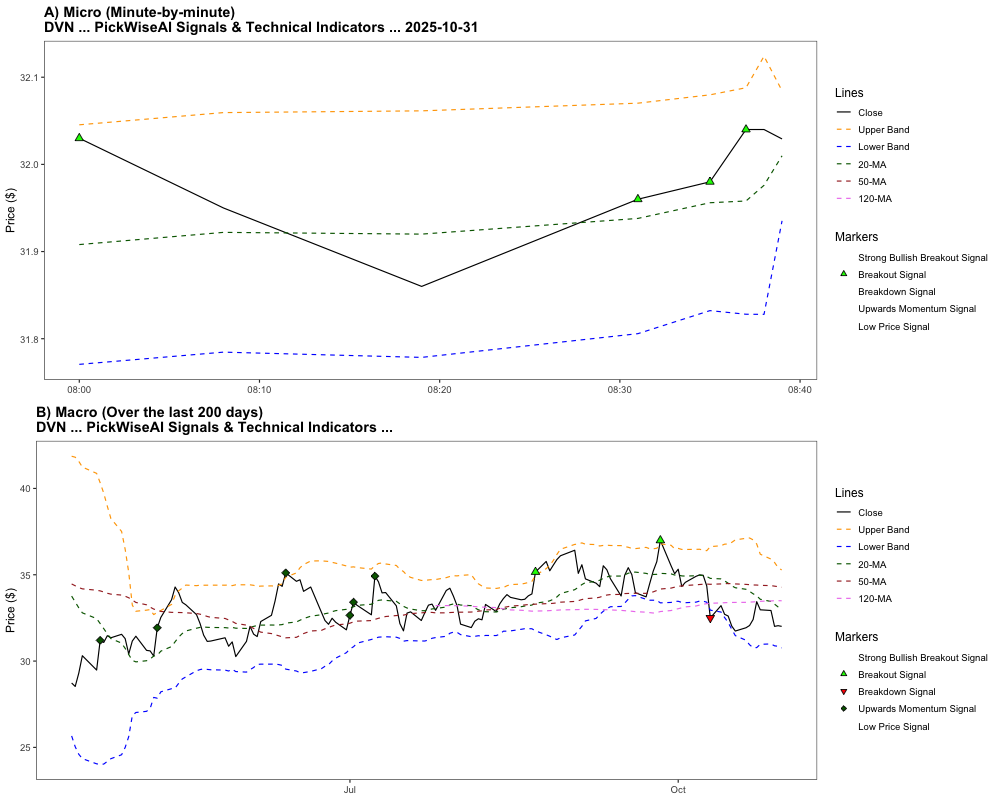 A) Micro (Minute-by-minute)
DVN ... PickWiseAI Signals & Technical Indicators ... 2025-10-31
32.1
32.0
31.9
31.8
Price ($)
08:00
08:10
08:20
08:30
08:40
Lines
Close
Upper Band
Lower Band
20-MA
50-MA
120-MA
Markers
Strong Bullish Breakout Signal
Breakout Signal
Breakdown Signal
Upwards Momentum Signal
Low Price Signal
B) Macro (Over the last 200 days)
DVN ... PickWiseAI Signals & Technical Indicators ...
40
35
30
25
Price ($)
Jul
Oct
Lines
Close
Upper Band
Lower Band
20-MA
50-MA
120-MA
Markers
Strong Bullish Breakout Signal
Breakout Signal
Breakdown Signal
Upwards Momentum Signal
Low Price Signal